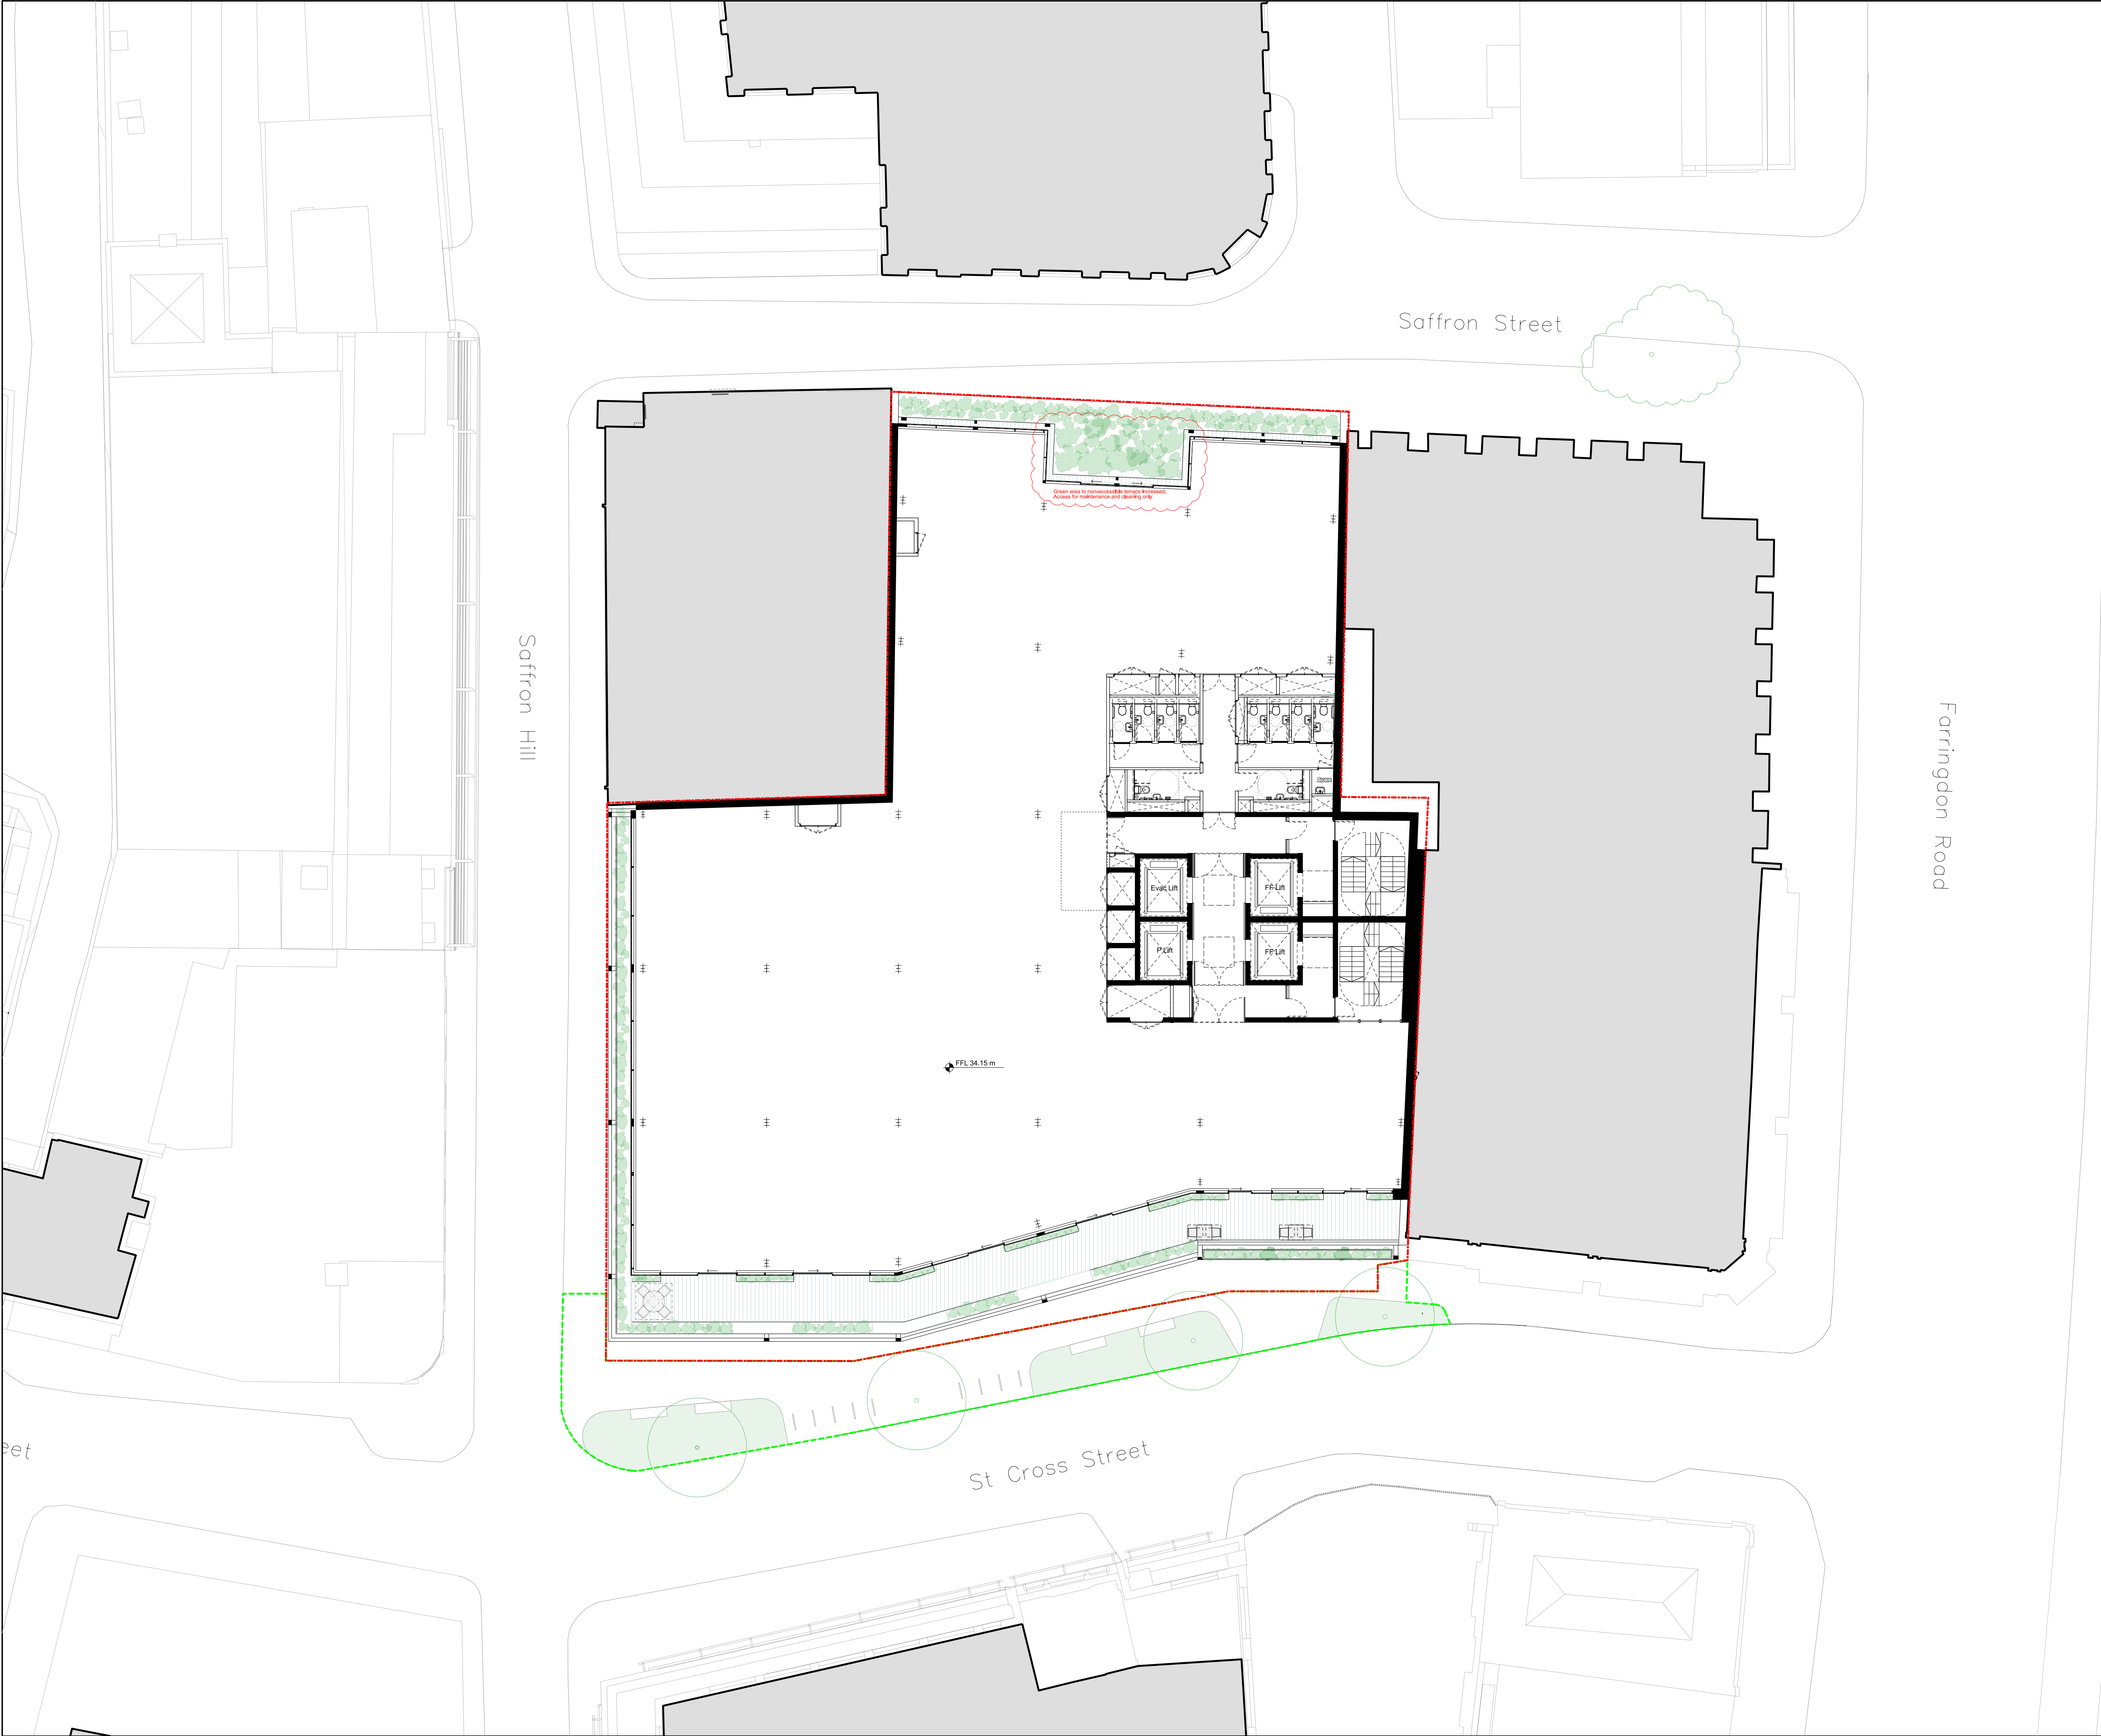 Saffron Street
Green area to non-accessible terrace increased,
Access for maintenance and cleaning only
Saffron Hill
Farringdon Road
Evac Lift
FF Lift
P Lift
FF Lift
FFL 34.15 m
eet
St Cross Street